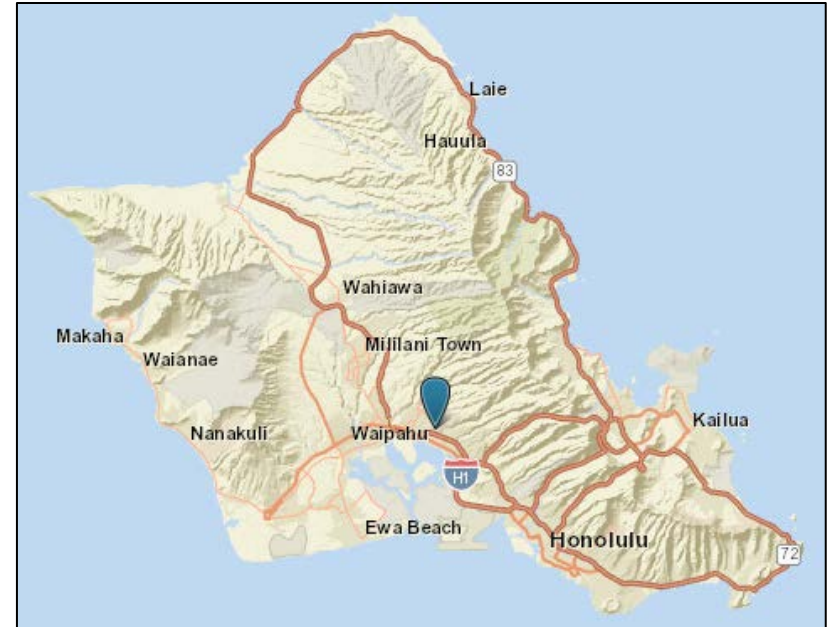 Laie
Hauula
83
Wahiawa
Makaha
Mililani Town
Waianae
Kailua
Nanakuli
Waipahu
H1
Ewa Beach
Honolulu
72